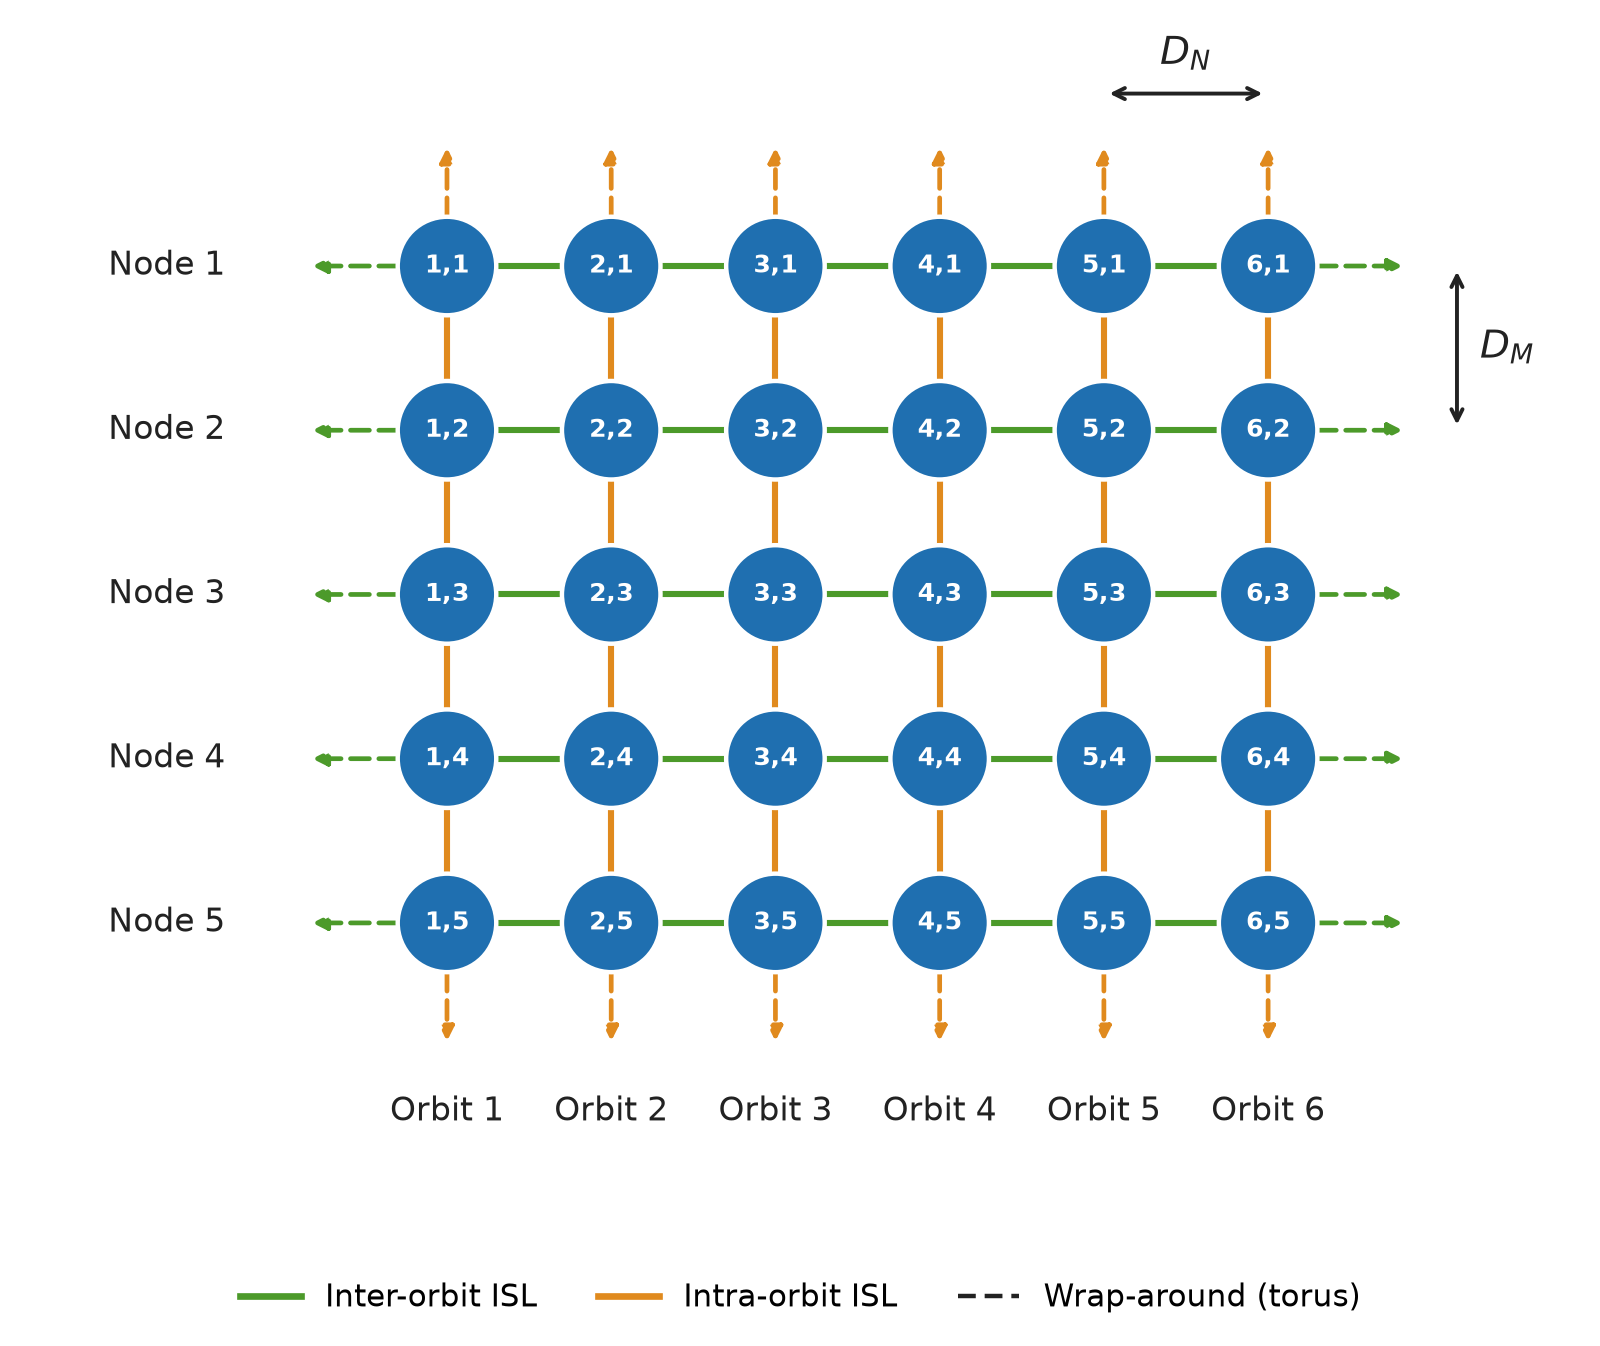 D_N
Node 1 1,1 2,1 3,1 4,1 5,1 6,1
D_M
Node 2 1,2 2,2 3,2 4,2 5,2 6,2
Node 3 1,3 2,3 3,3 4,3 5,3 6,3
Node 4 1,4 2,4 3,4 4,4 5,4 6,4
Node 5 1,5 2,5 3,5 4,5 5,5 6,5
Orbit 1 Orbit 2 Orbit 3 Orbit 4 Orbit 5 Orbit 6
Inter-orbit ISL Intra-orbit ISL Wrap-around (torus)